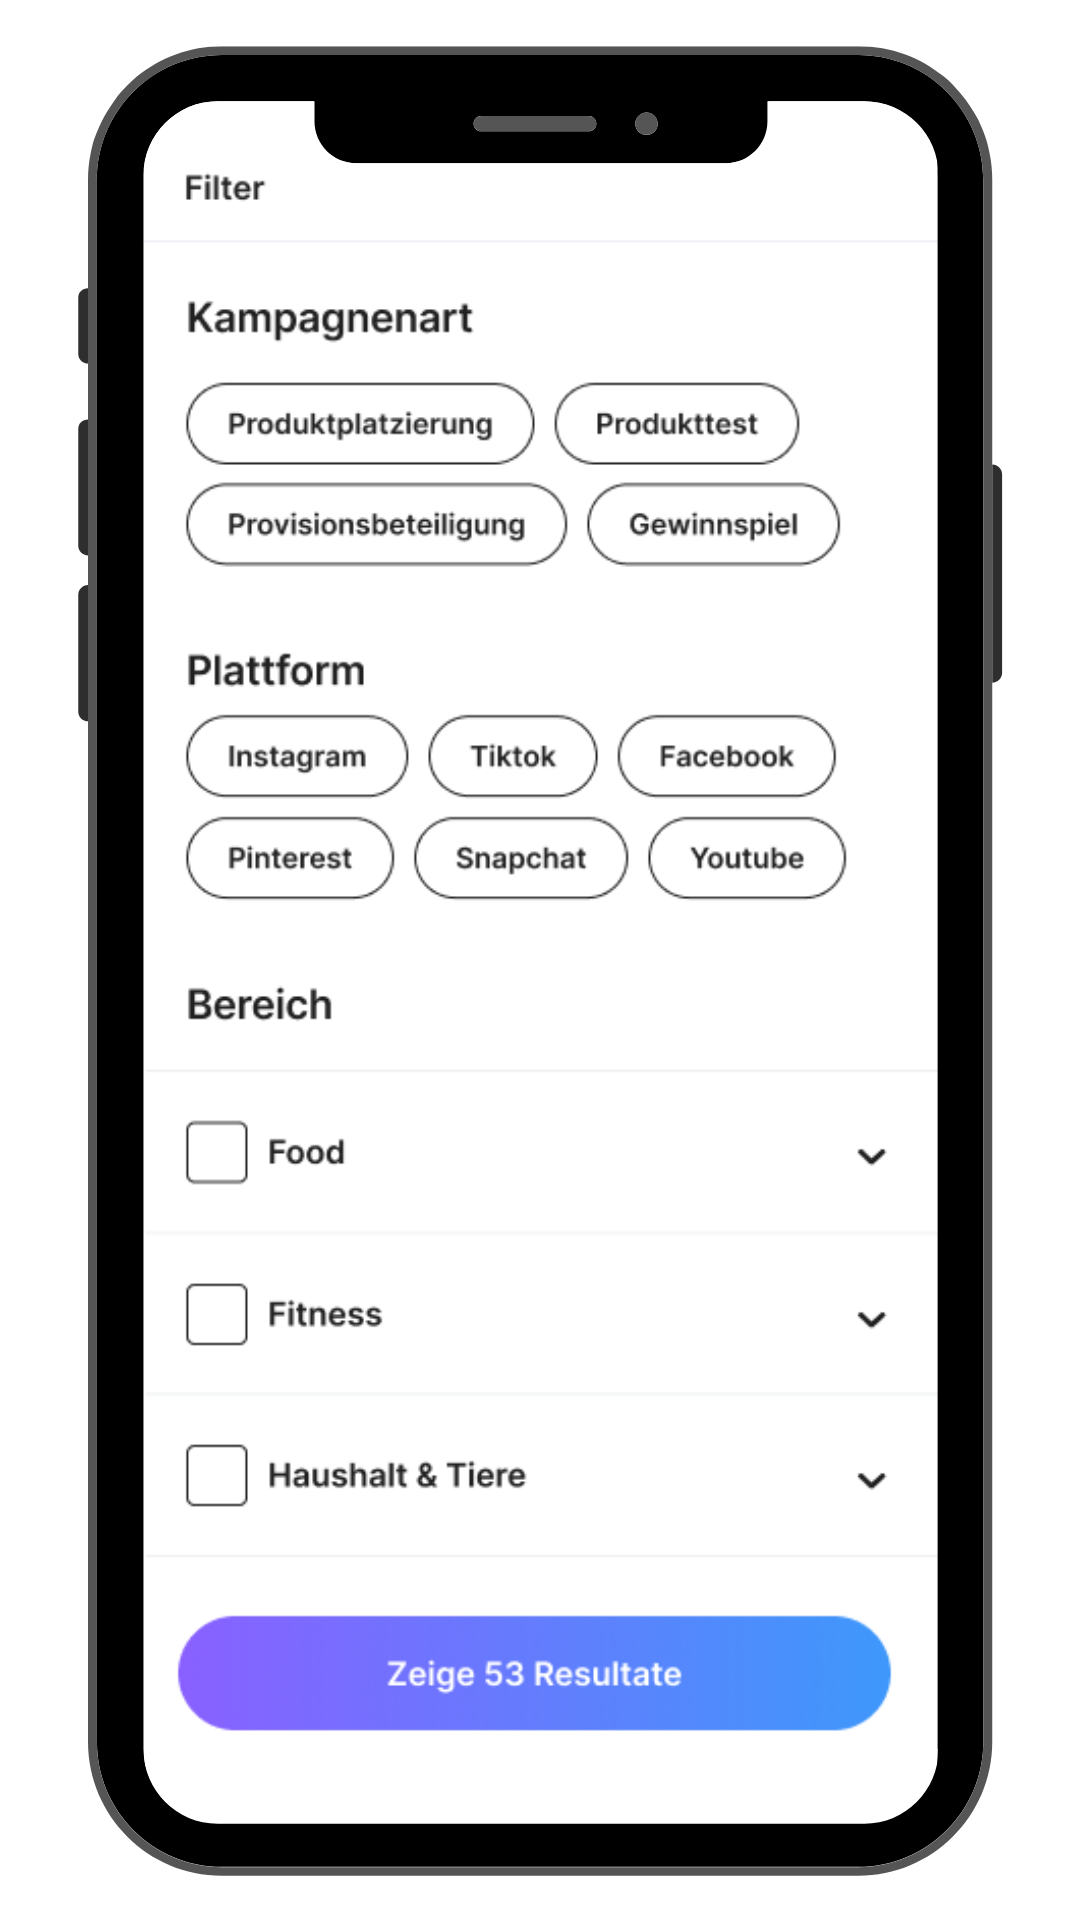 Filter
Kampagnenart
Produktplatzierung Produkttest
Provisionsbeteiligung Gewinnspiel
Plattform
Instagram Tiktok Facebook
Pinterest Snapchat Youtube
Bereich
Food
Fitness
Haushalt & Tiere
Zeige 53 Resultate